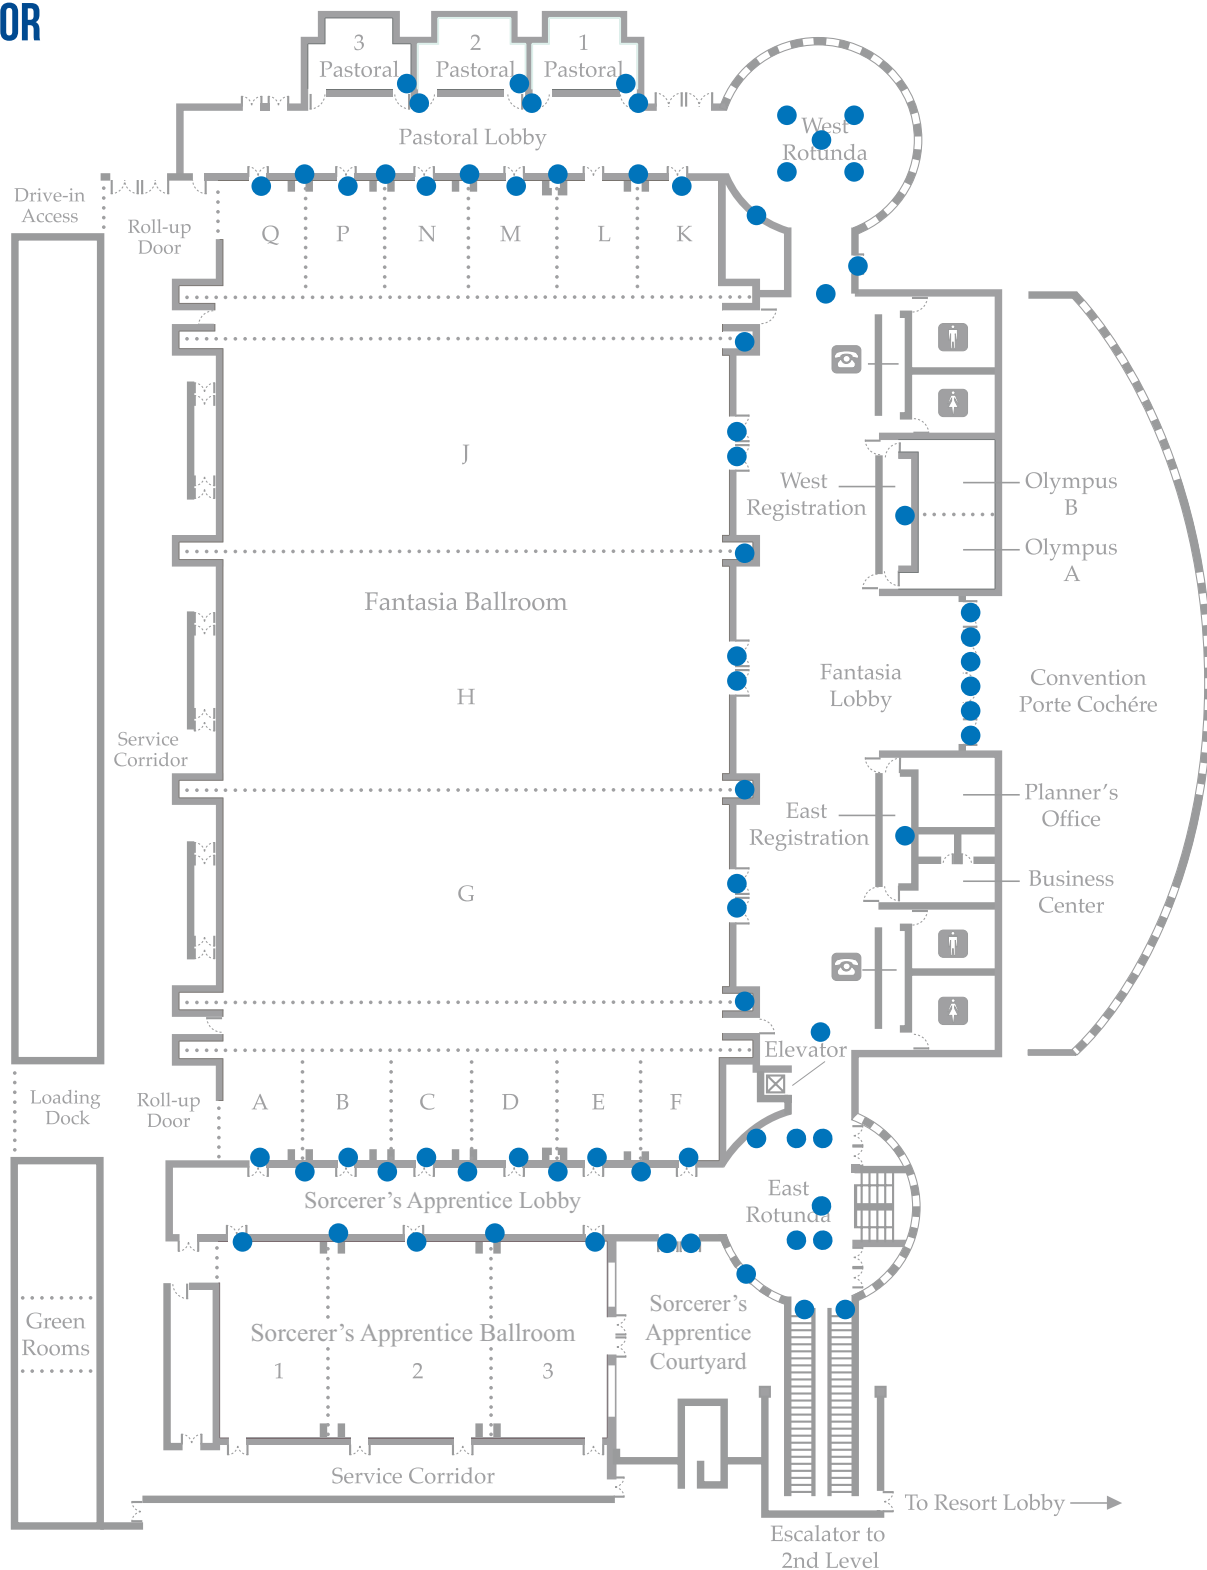 OR
3
Pastoral
2
Pastoral
1
Pastoral
Pastoral Lobby
West
Rotunda
Drive-in
Access
Roll-up
Door
Q
P
N
M
L
K
J
West
Registration
Olympus
B
Olympus
A
Fantasia Ballroom
H
Fantasia
Lobby
Convention
Porte Cochére
Service
Corridor
East
Registration
Planner's
Office
Business
Center
G
Elevator
Loading
Dock
Roll-up
Door
A
B
C
D
E
F
Sorcerer's Apprentice Lobby
East
Rotunda
Green
Rooms
Sorcerer's Apprentice Ballroom
1
2
3
Sorcerer's
Apprentice
Courtyard
Service Corridor
To Resort Lobby
Escalator to
2nd Level